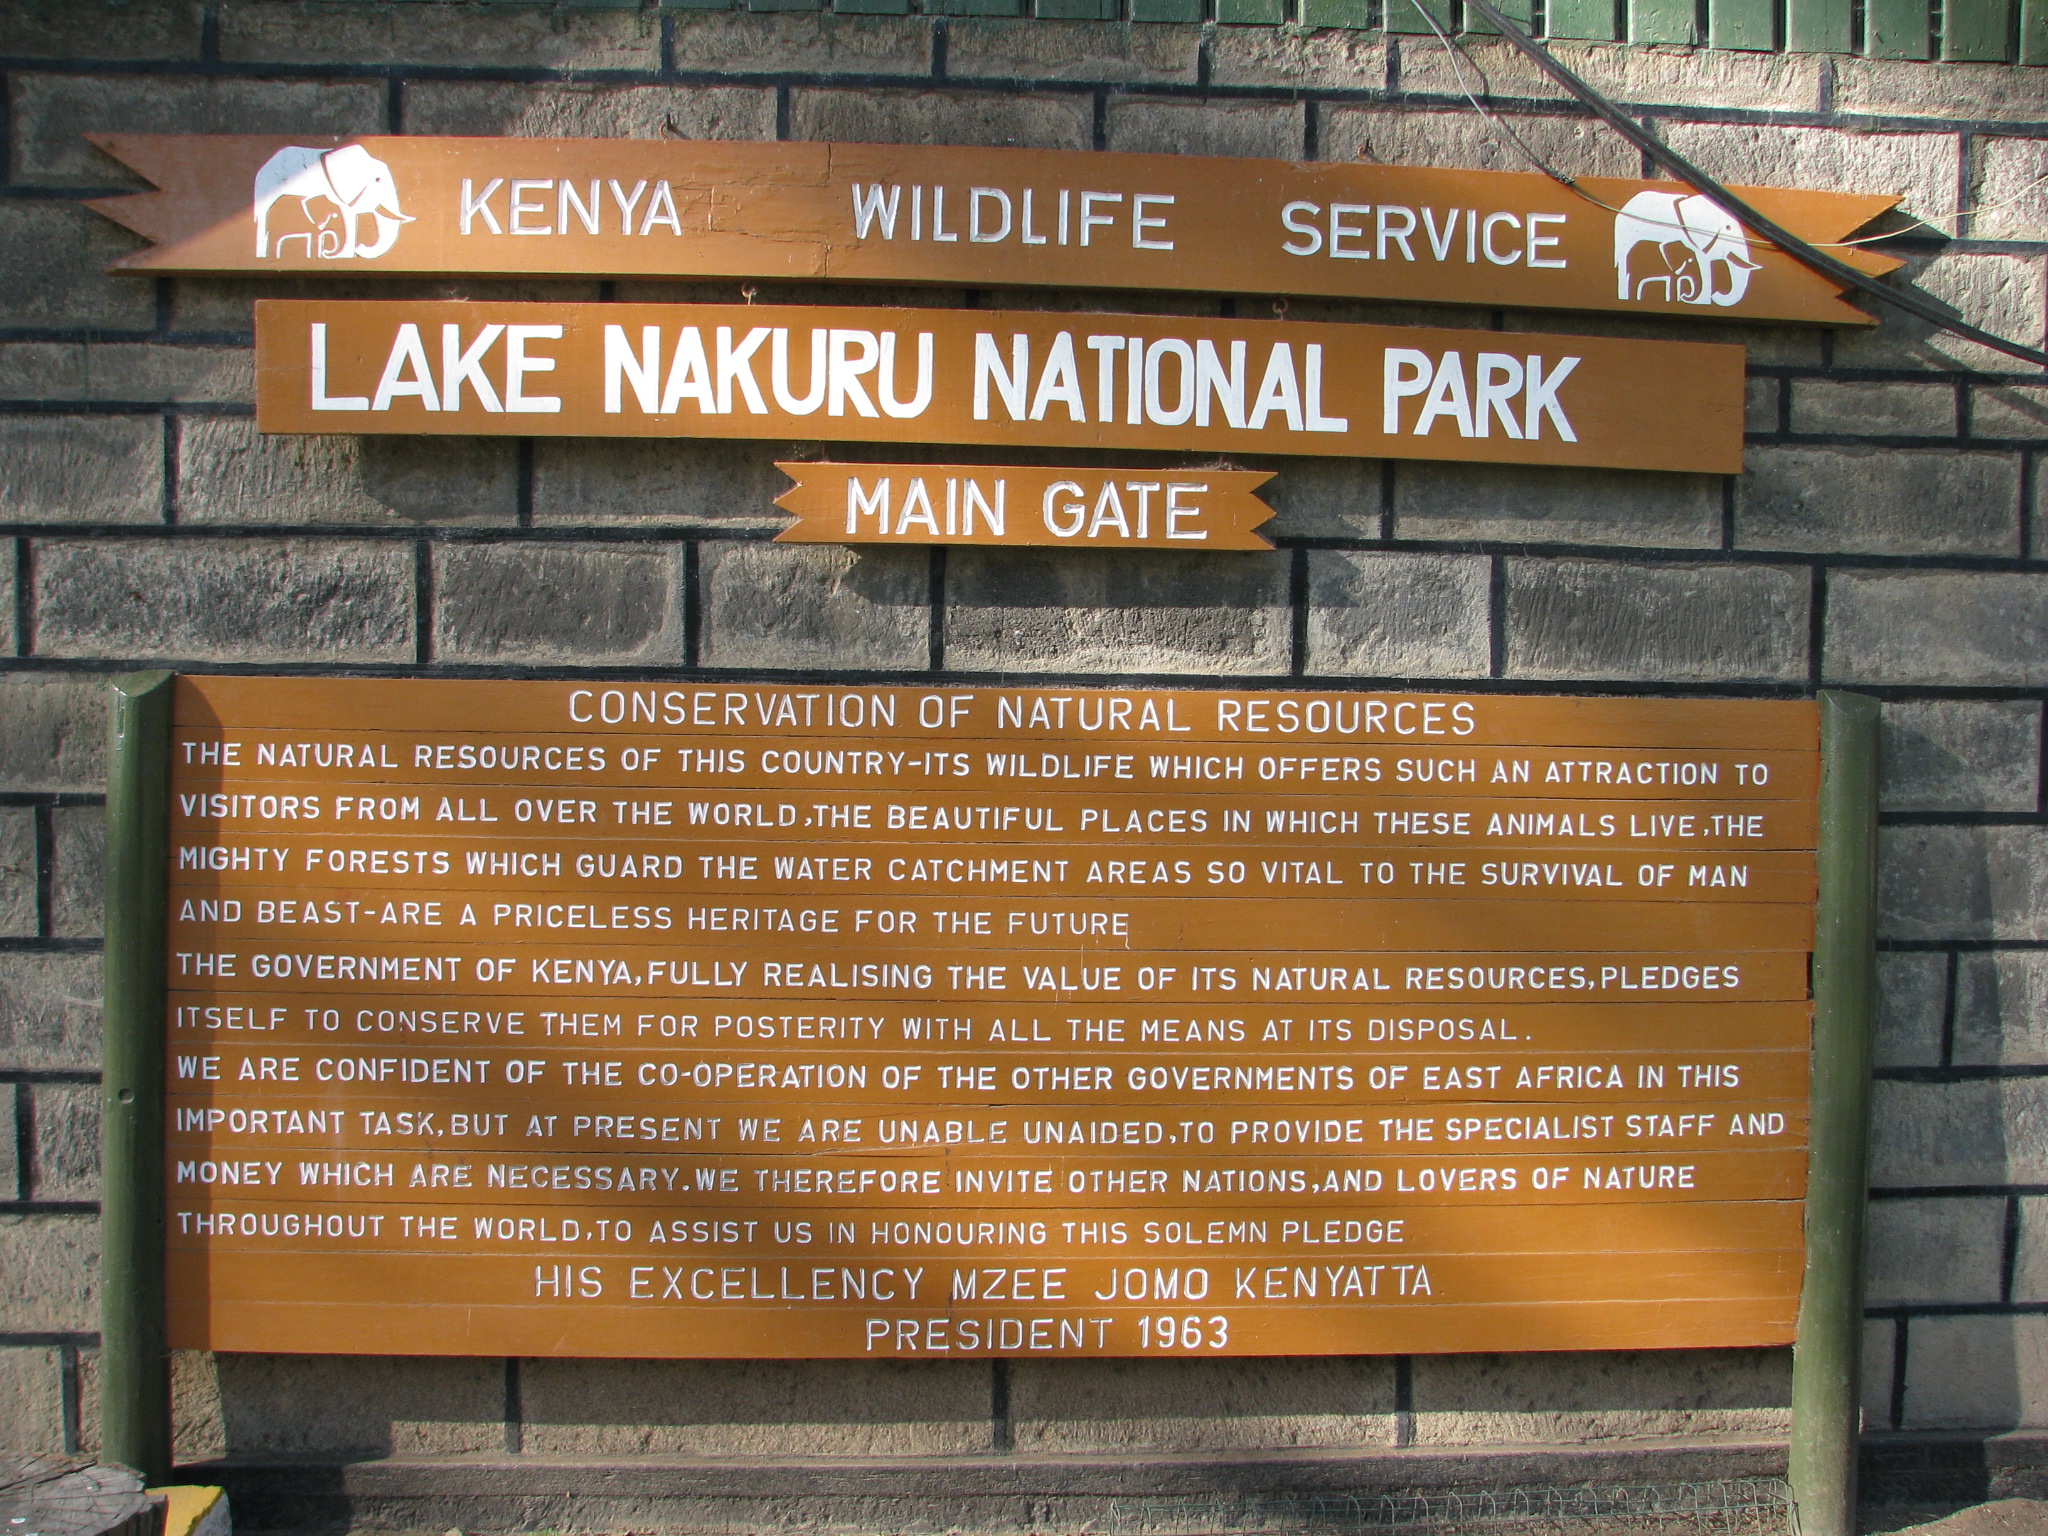 KENYA WILDLIFE SERVICE
LAKE NAKURU NATIONAL PARK
MAIN GATE
CONSERVATION OF NATURAL RESOURCES
THE NATURAL RESOURCES OF THIS COUNTRY-ITS WILDLIFE WHICH OFFERS SUCH AN ATTRACTION TO
VISITORS FROM ALL OVER THE WORLD,THE BEAUTIFUL PLACES IN WHICH THESE ANIMALS LIVE,THE
MIGHTY FORESTS WHICH GUARD THE WATER CATCHMENT AREAS SO VITAL TO THE SURVIVAL OF MAN
AND BEAST-ARE A PRICELESS HERITAGE FOR THE FUTURE
THE GOVERNMENT OF KENYA,FULLY REALISING THE VALUE OF ITS NATURAL RESOURCES,PLEDGES
ITSELF TO CONSERVE THEM FOR POSTERITY WITH ALL THE MEANS AT ITS DISPOSAL.
WE ARE CONFIDENT OF THE CO-OPERATION OF THE OTHER GOVERNMENTS OF EAST AFRICA IN THIS
IMPORTANT TASK,BUT AT PRESENT WE ARE UNABLE UNAIDED,TO PROVIDE THE SPECIALIST STAFF AND
MONEY WHICH ARE NECESSARY.WE THEREFORE INVITE OTHER NATIONS,AND LOVERS OF NATURE
THROUGHOUT THE WORLD,TO ASSIST US IN HONOURING THIS SOLEMN PLEDGE
HIS EXCELLENCY MZEE JOMO KENYATTA
PRESIDENT 1963